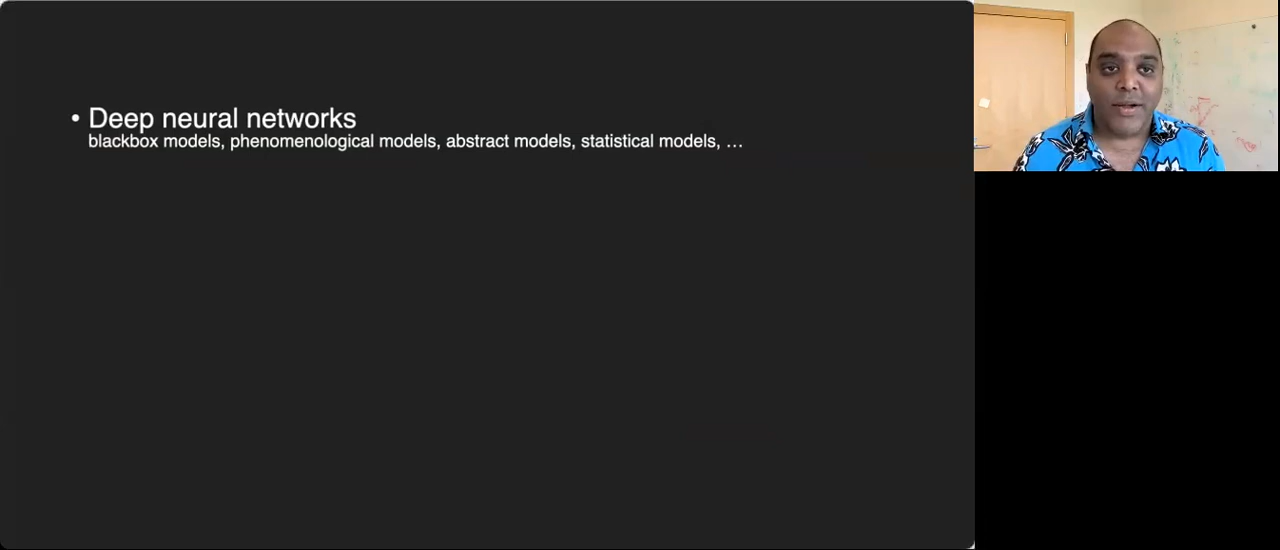 • Deep neural networks
blackbox models, phenomenological models, abstract models, statistical models, …